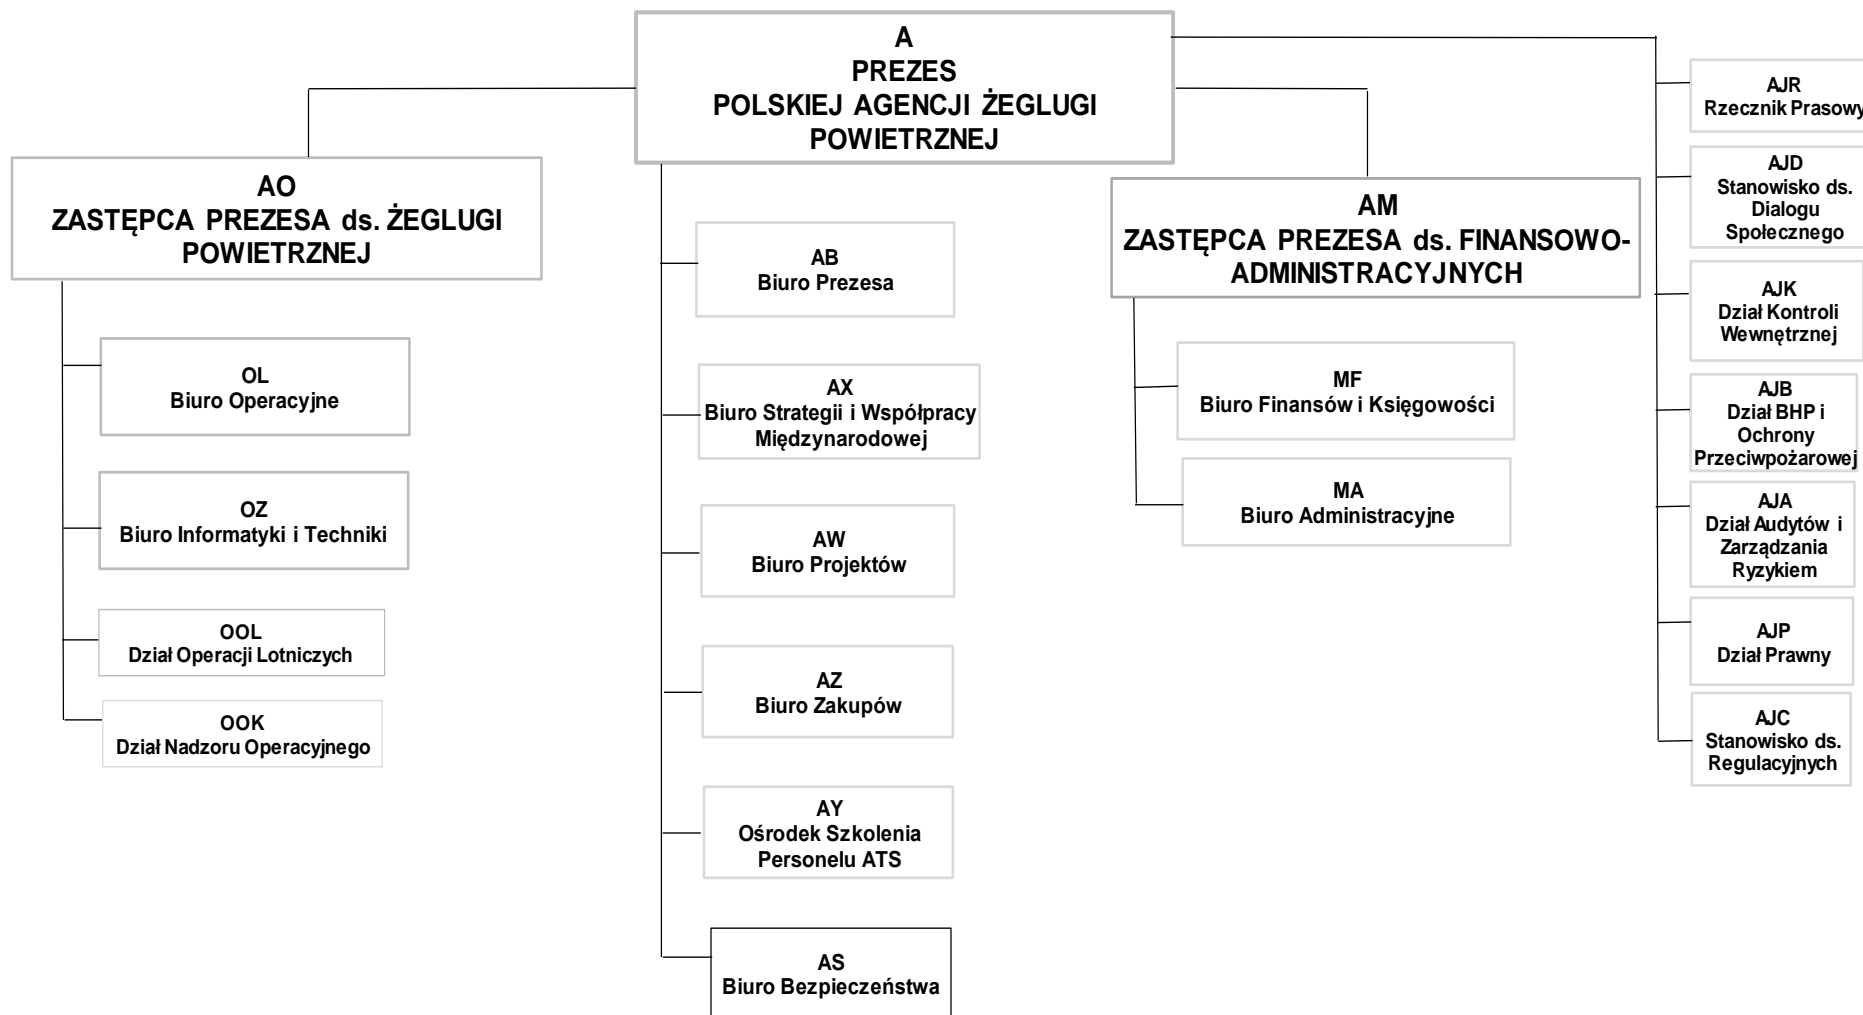 A
PREZES
POLSKIEJ AGENCJI ŻEGLUGI
POWIETRZNEJ
AO
ZASTĘPCA PREZESA ds. ŻEGLUGI
POWIETRZNEJ
OL
Biuro Operacyjne
OZ
Biuro Informatyki i Techniki
OOL
Dział Operacji Lotniczych
OOK
Dział Nadzoru Operacyjnego
AB
Biuro Prezesa
AX
Biuro Strategii i Współpracy
Międzynarodowej
AW
Biuro Projektów
AZ
Biuro Zakupów
AY
Ośrodek Szkolenia
Personelu ATS
AS
Biuro Bezpieczeństwa
AM
ZASTĘPCA PREZESA ds. FINANSOWO-
ADMINISTRACYJNYCH
MF
Biuro Finansów i Księgowości
MA
Biuro Administracyjne
AJR
Rzecznik Prasowy
AJD
Stanowisko ds.
Dialogu
Społecznego
AJK
Dział Kontroli
Wewnętrznej
AJB
Dział BHP i
Ochrony
Przeciwpożarowej
AJA
Dział Audytów i
Zarządzania
Ryzykiem
AJP
Dział Prawny
AJC
Stanowisko ds.
Regulacyjnych